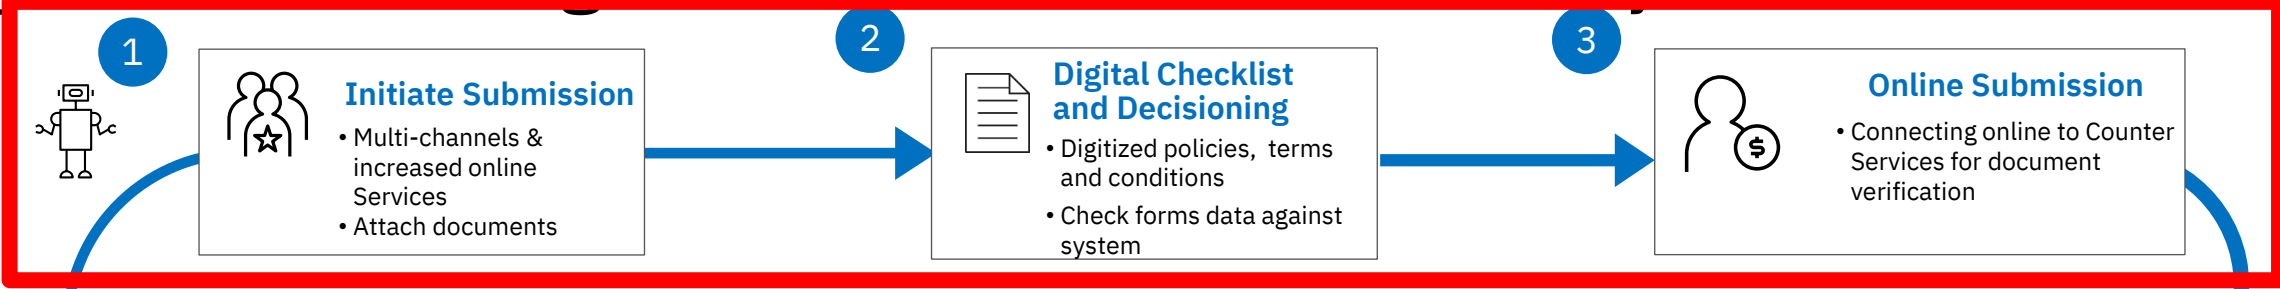 1
Initiate Submission
• Multi-channels &
increased online
Services
• Attach documents
2
Digital Checklist
and Decisioning
• Digitized policies, terms
and conditions
• Check forms data against
system
3
Online Submission
• Connecting online to Counter
Services for document
verification
$